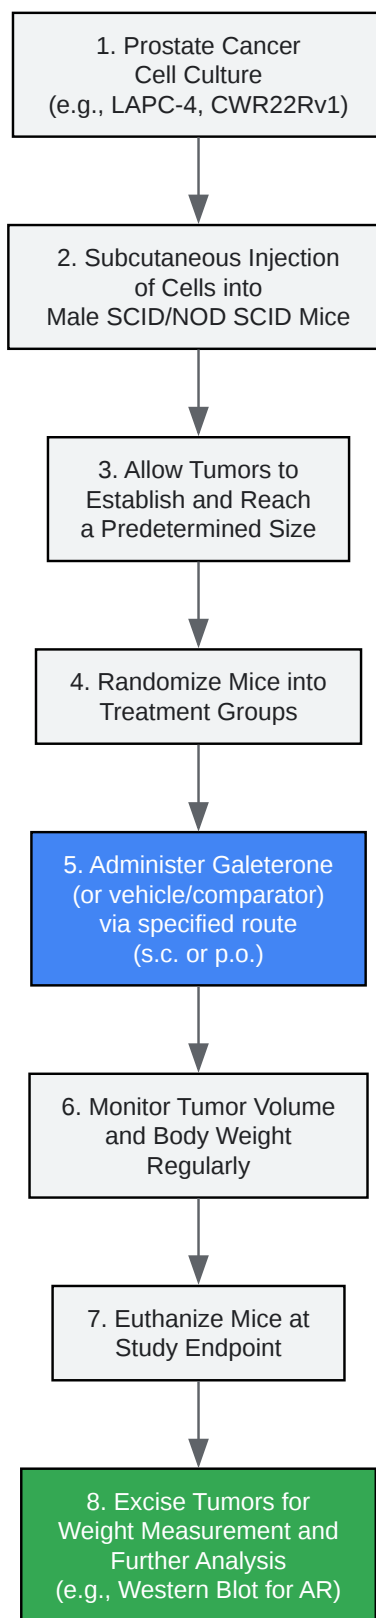 1. Prostate Cancer
Cell Culture
(e.g., LAPC-4, CWR22Rv1)
2. Subcutaneous Injection
of Cells into
Male SCID/NOD SCID Mice
3. Allow Tumors to
Establish and Reach
a Predetermined Size
4. Randomize Mice into
Treatment Groups
5. Administer Galeterone
(or vehicle/comparator)
via specified route
(s.c. or p.o.)
6. Monitor Tumor Volume
and Body Weight
Regularly
7. Euthanize Mice at
Study Endpoint
8. Excise Tumors for
Weight Measurement and
Further Analysis
(e.g., Western Blot for AR)